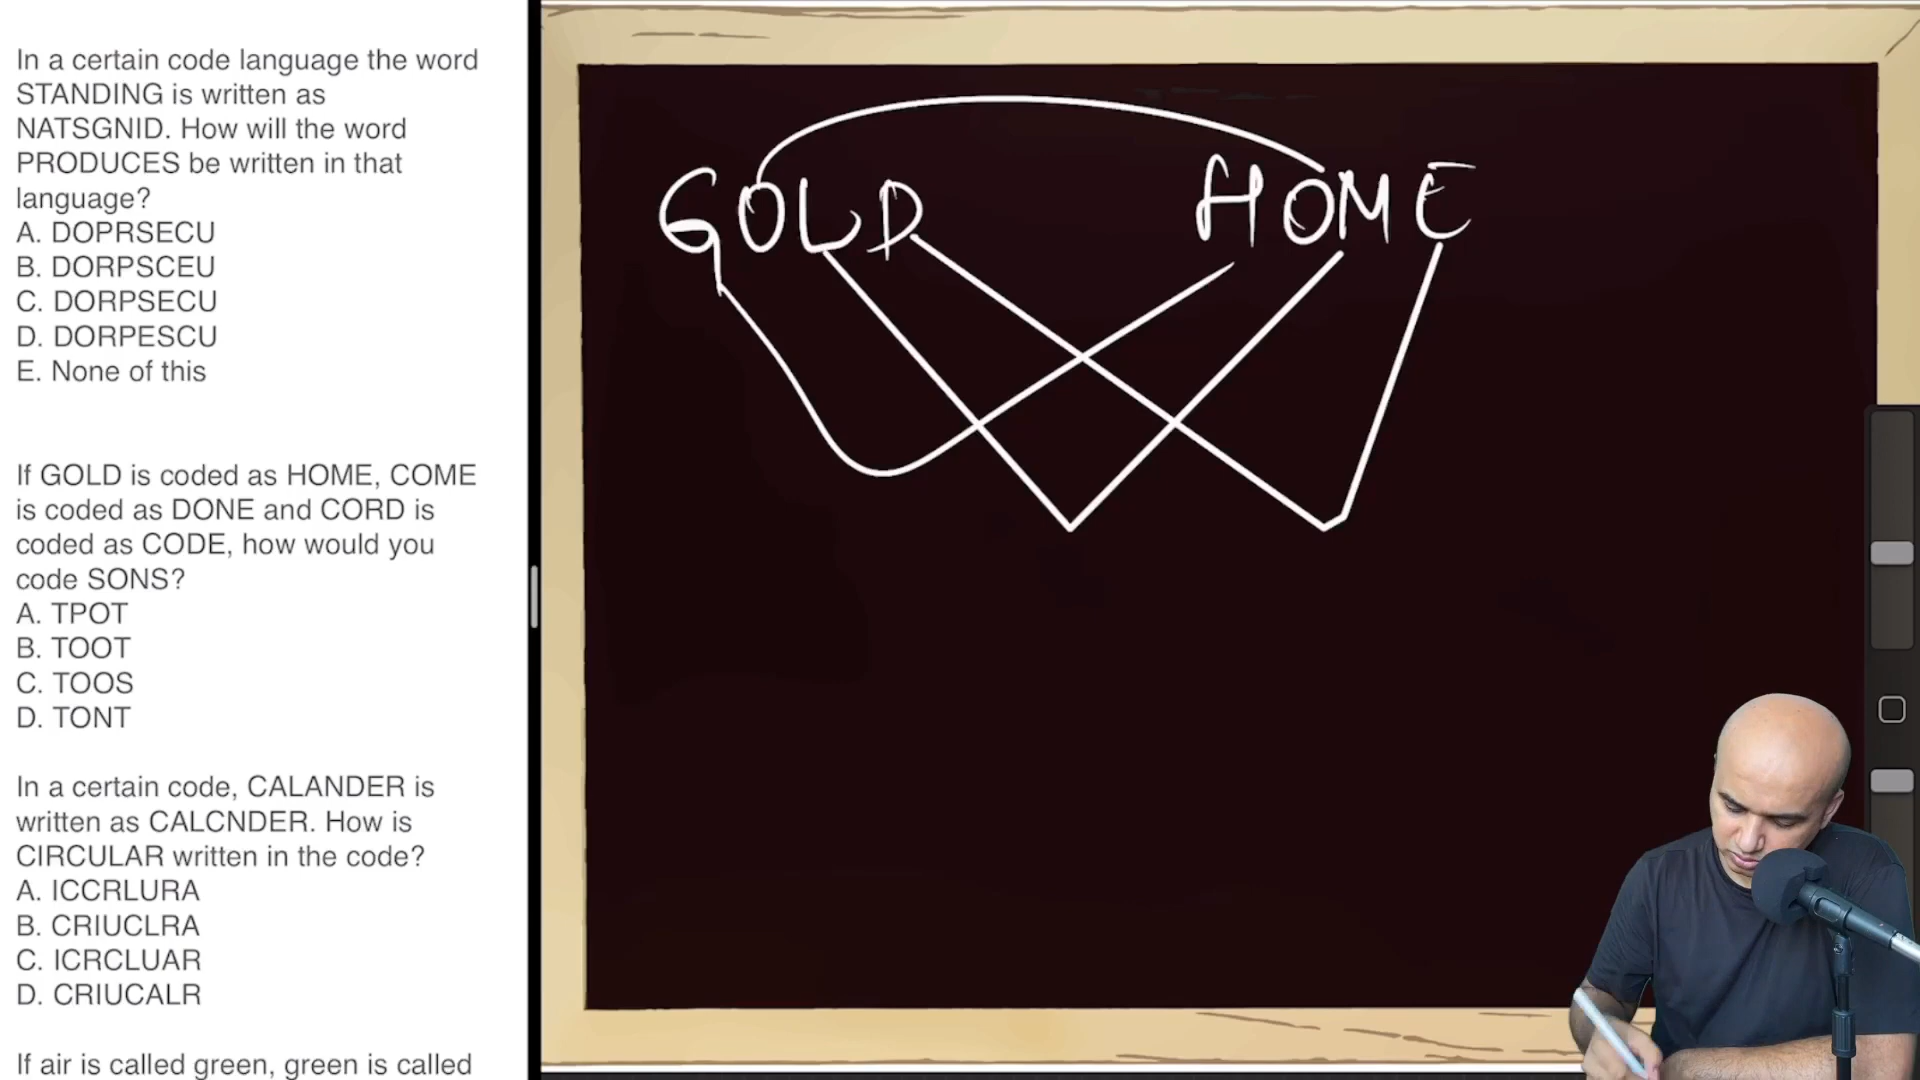 In a certain code language the word
STANDING is written as
NATSGNID. How will the word
PRODUCES be written in that
language?
A. DOPRSECU
B. DORPSCEU
C. DORPSECU
D. DORPESCU
E. None of this
If GOLD is coded as HOME, COME
is coded as DONE and CORD is
coded as CODE, how would you
code SONS?
A. TPOT
B. TOOT
C. TOOS
D. TONT
In a certain code, CALANDER is
written as CALCNDER. How is
CIRCULAR written in the code?
A. ICCRLURA
B. CRIUCLRA
C. ICRCLUAR
D. CRIUCALR
If air is called green, green is called
GOLD HOME